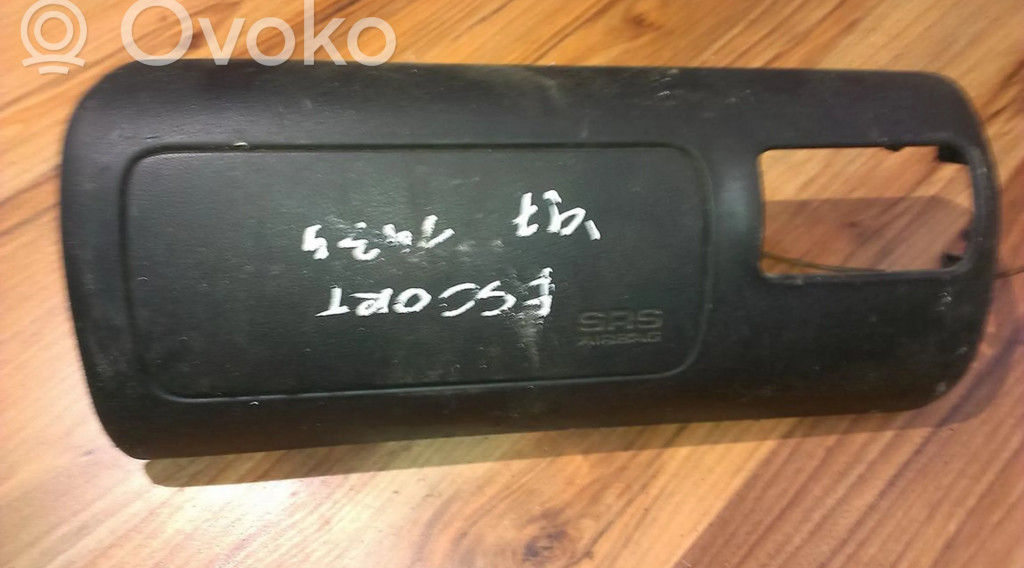 Ovoko
ESCORT
'97
SRS
AIRBAG